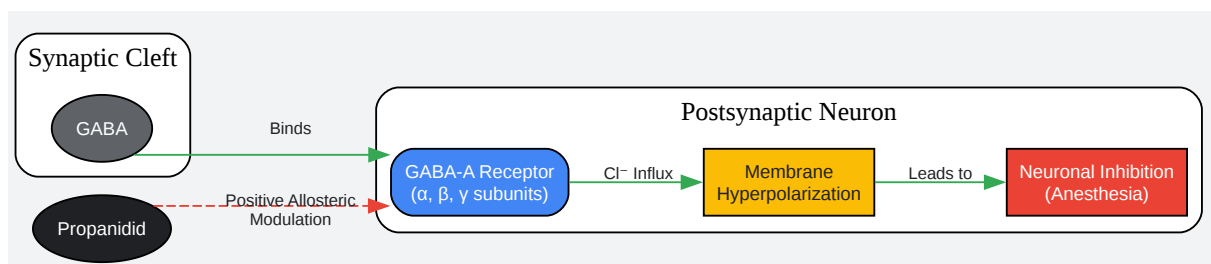 Synaptic Cleft
GABA
Binds
Propanidid
Positive Allosteric
Modulation
Postsynaptic Neuron
GABA-A Receptor
(α, β, γ subunits)
Cl⁻ Influx
Membrane
Hyperpolarization
Leads to
Neuronal Inhibition
(Anesthesia)